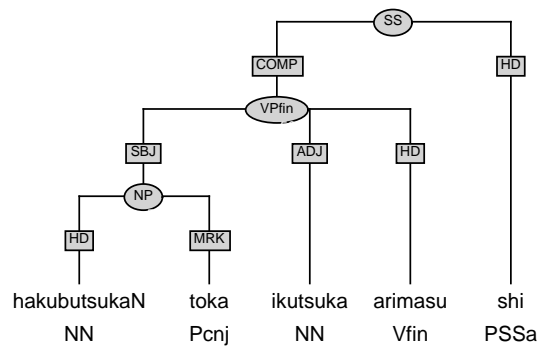 SS
COMP HD
VPfin
SBJ ADJ HD
NP
HD MRK
hakubutsukaN toka ikutsuka arimasu shi
NN Pcnj NN Vfin PSSa